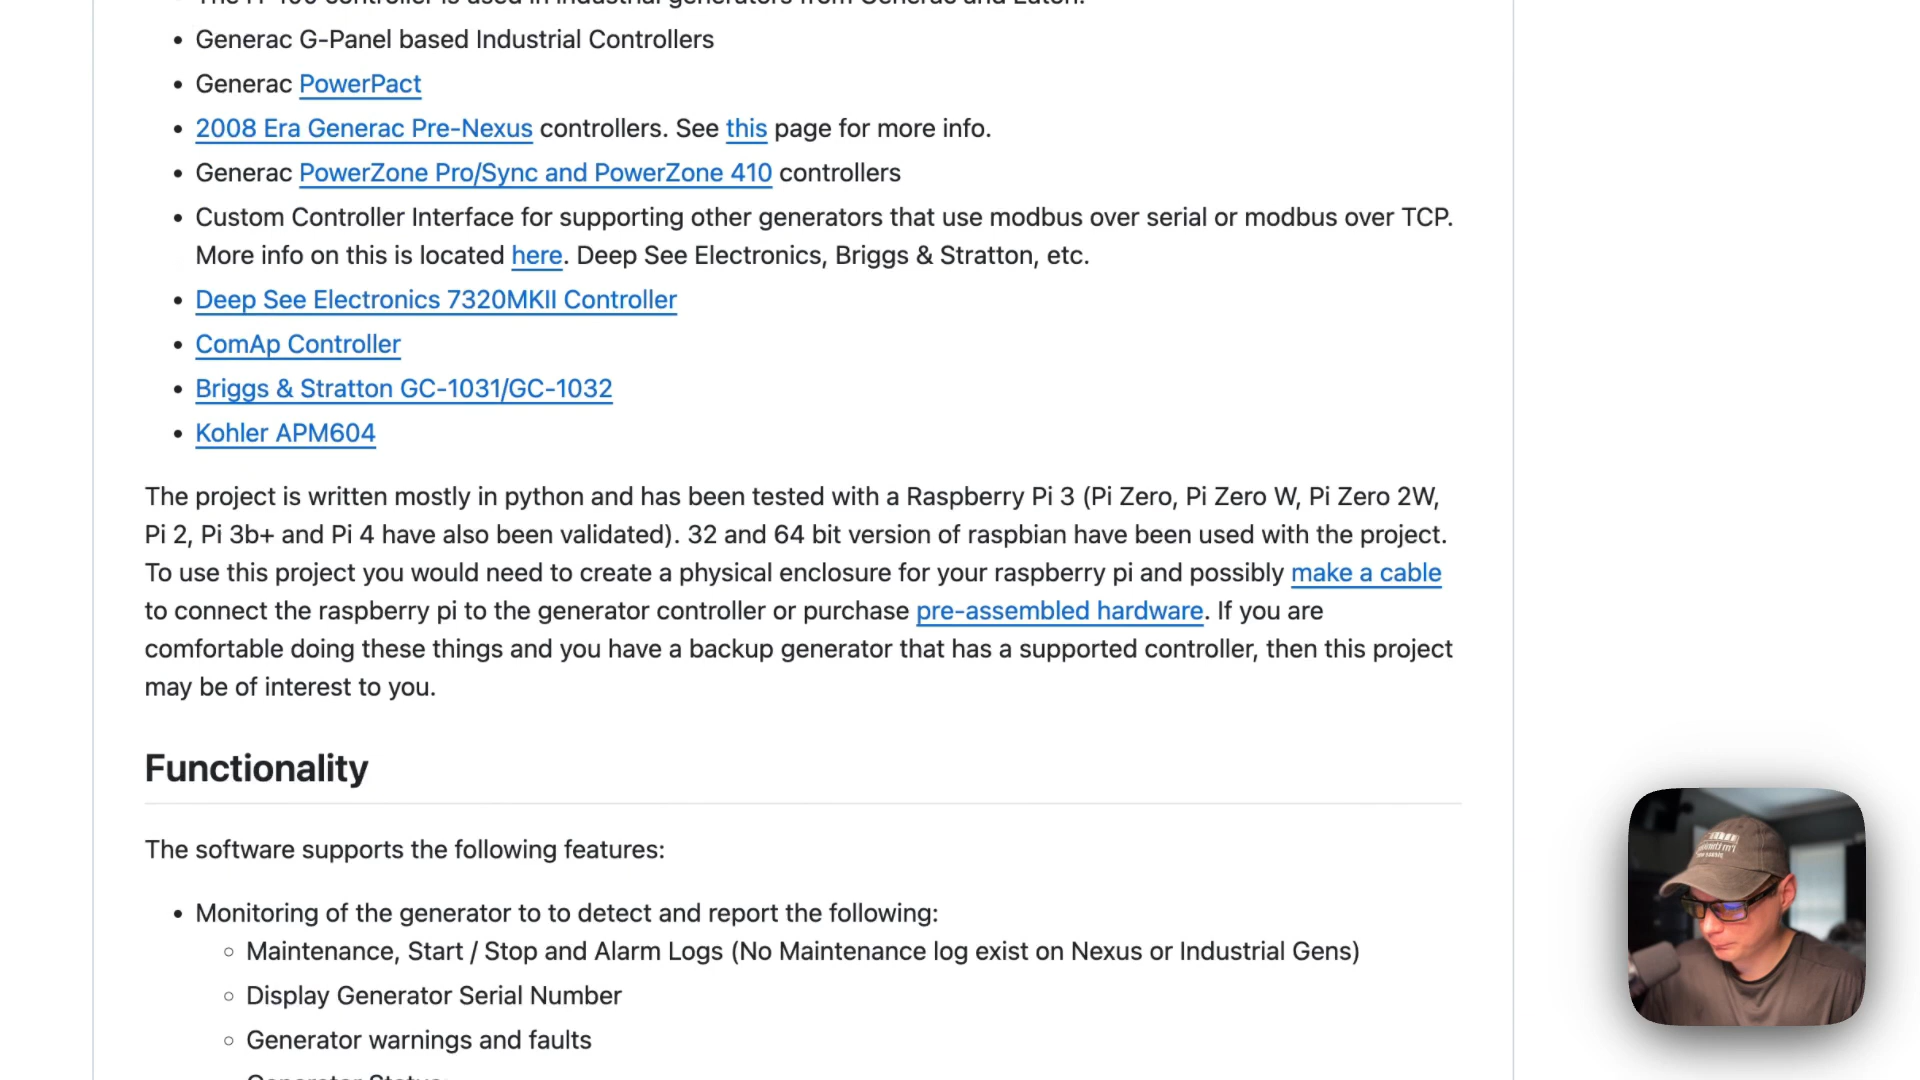 Generac G-Panel based Industrial Controllers
Generac PowerPact
2008 Era Generac Pre-Nexus controllers. See this page for more info.
Generac PowerZone Pro/Sync and PowerZone 410 controllers
Custom Controller Interface for supporting other generators that use modbus over serial or modbus over TCP.
More info on this is located here. Deep See Electronics, Briggs & Stratton, etc.
Deep See Electronics 7320MKII Controller
ComAp Controller
Briggs & Stratton GC-1031/GC-1032
Kohler APM604
The project is written mostly in python and has been tested with a Raspberry Pi 3 (Pi Zero, Pi Zero W, Pi Zero 2W,
Pi 2, Pi 3b+ and Pi 4 have also been validated). 32 and 64 bit version of raspbian have been used with the project.
To use this project you would need to create a physical enclosure for your raspberry pi and possibly make a cable
to connect the raspberry pi to the generator controller or purchase pre-assembled hardware. If you are
comfortable doing these things and you have a backup generator that has a supported controller, then this project
may be of interest to you.
Functionality
The software supports the following features:
Monitoring of the generator to to detect and report the following:
Maintenance, Start / Stop and Alarm Logs (No Maintenance log exist on Nexus or Industrial Gens)
Display Generator Serial Number
Generator warnings and faults